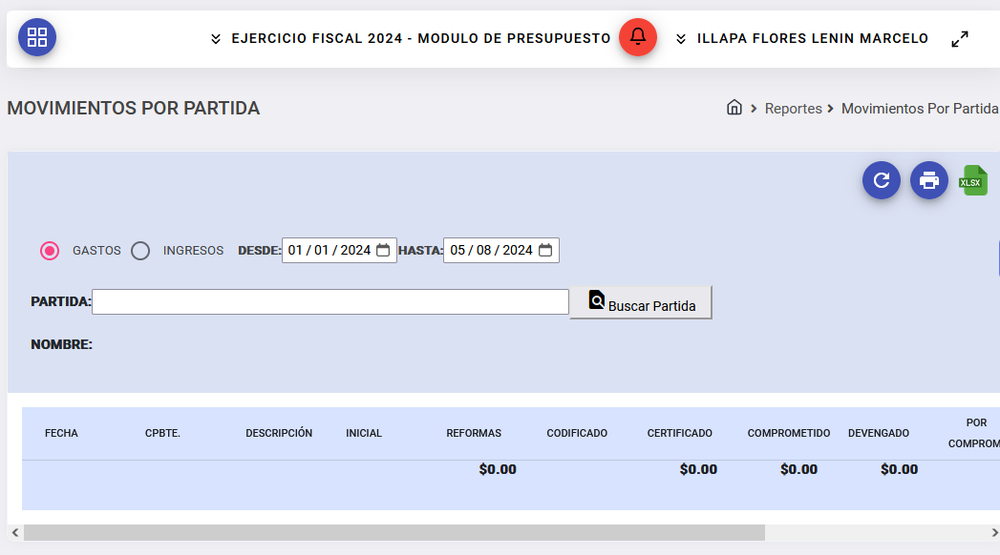 EJERCICIO FISCAL 2024 - MODULO DE PRESUPUESTO ILLAPA FLORES LENIN MARCELO
MOVIMIENTOS POR PARTIDA
Reportes Movimientos Por Partida
XLSX
GASTOS INGRESOS DESDE: 01 / 01 / 2024 HASTA: 05 / 08 / 2024
PARTIDA: Buscar Partida
NOMBRE:
FECHA CPBTE. DESCRIPCIÓN INICIAL REFORMAS CODIFICADO CERTIFICADO COMPROMETIDO DEVENGADO POR COMPROM
$0.00 $0.00 $0.00 $0.00